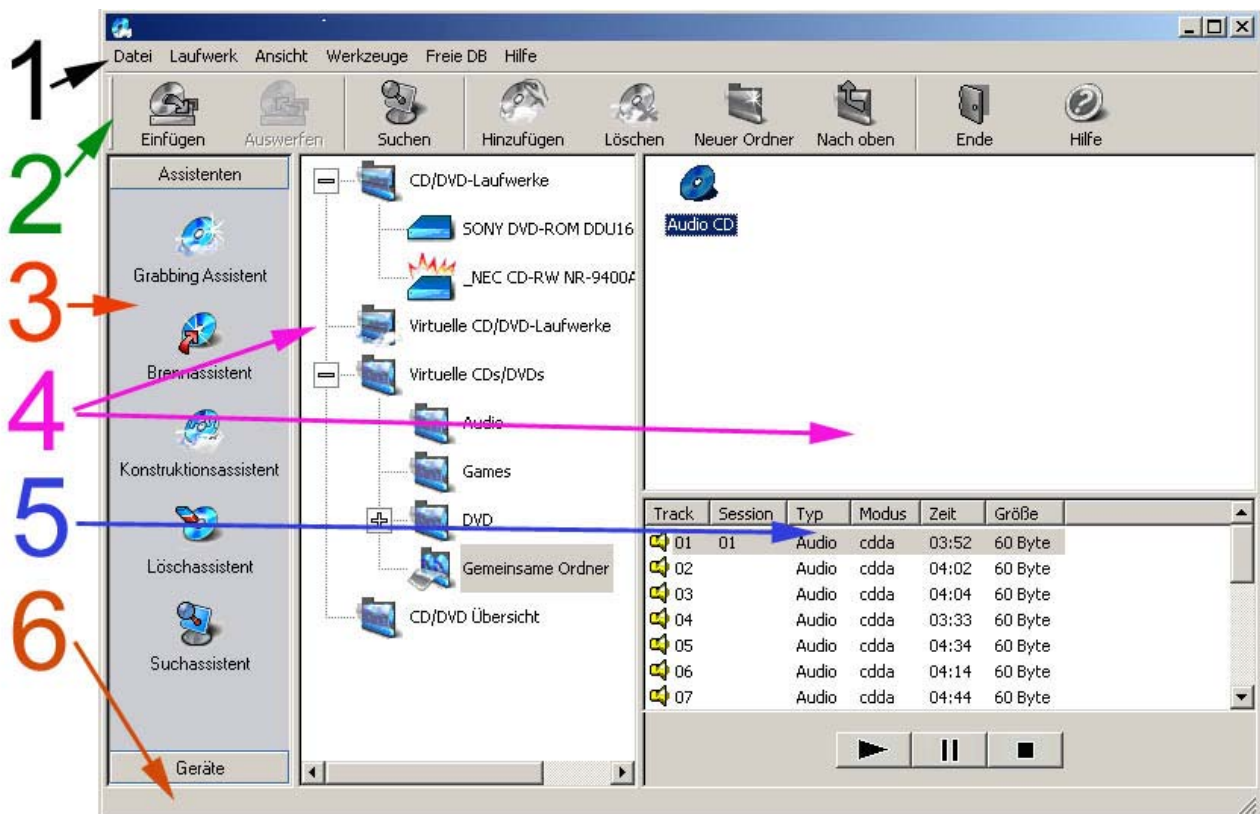 1
Datei Laufwerk Ansicht Werkzeuge Freie DB Hilfe
2
Einfügen Auswerfen Suchen Hinzufügen Löschen Neuer Ordner Nach oben Ende Hilfe
3
Assistenten
Grabbing Assistent
Brennassistent
Konstruktionsassistent
Löschassistent
Suchassistent
Geräte
4
CD/DVD-Laufwerke
SONY DVD-ROM DDU16
_NEC CD-RW NR-9400A
Virtuelle CD/DVD-Laufwerke
Virtuelle CDs/DVDs
Audio
Games
DVD
Gemeinsame Ordner
CD/DVD Übersicht
Audio CD
5
Track Session Typ Modus Zeit Größe
01 01 Audio cdda 03:52 60 Byte
02 Audio cdda 04:02 60 Byte
03 Audio cdda 04:04 60 Byte
04 Audio cdda 03:33 60 Byte
05 Audio cdda 04:34 60 Byte
06 Audio cdda 04:14 60 Byte
07 Audio cdda 04:44 60 Byte
6